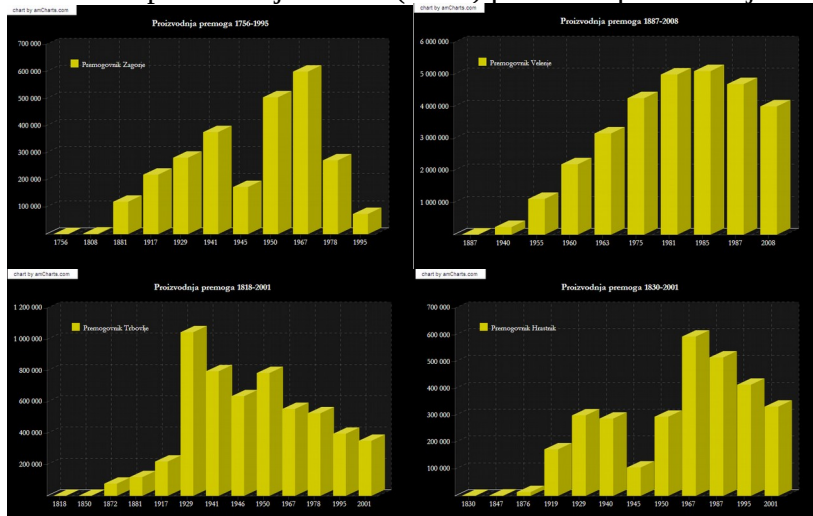 chart by amCharts.com
Proizvodnja premoga 1756-1995
Premogovnik Zagorje
700 000
600 000
500 000
400 000
300 000
200 000
100 000
1756 1808 1881 1917 1929 1941 1945 1950 1967 1978 1995
chart by amCharts.com
Proizvodnja premoga 1887-2008
Premogovnik Velenje
6 000 000
5 000 000
4 000 000
3 000 000
2 000 000
1 000 000
1887 1940 1955 1960 1963 1975 1981 1985 1987 2008
chart by amCharts.com
Proizvodnja premoga 1818-2001
Premogovnik Trbovlje
1 200 000
1 000 000
800 000
600 000
400 000
200 000
1818 1850 1872 1881 1917 1929 1941 1946 1950 1967 1978 1995 2001
chart by amCharts.com
Proizvodnja premoga 1830-2001
Premogovnik Hrastnik
700 000
600 000
500 000
400 000
300 000
200 000
100 000
1830 1847 1876 1919 1929 1940 1945 1950 1967 1987 1995 2001